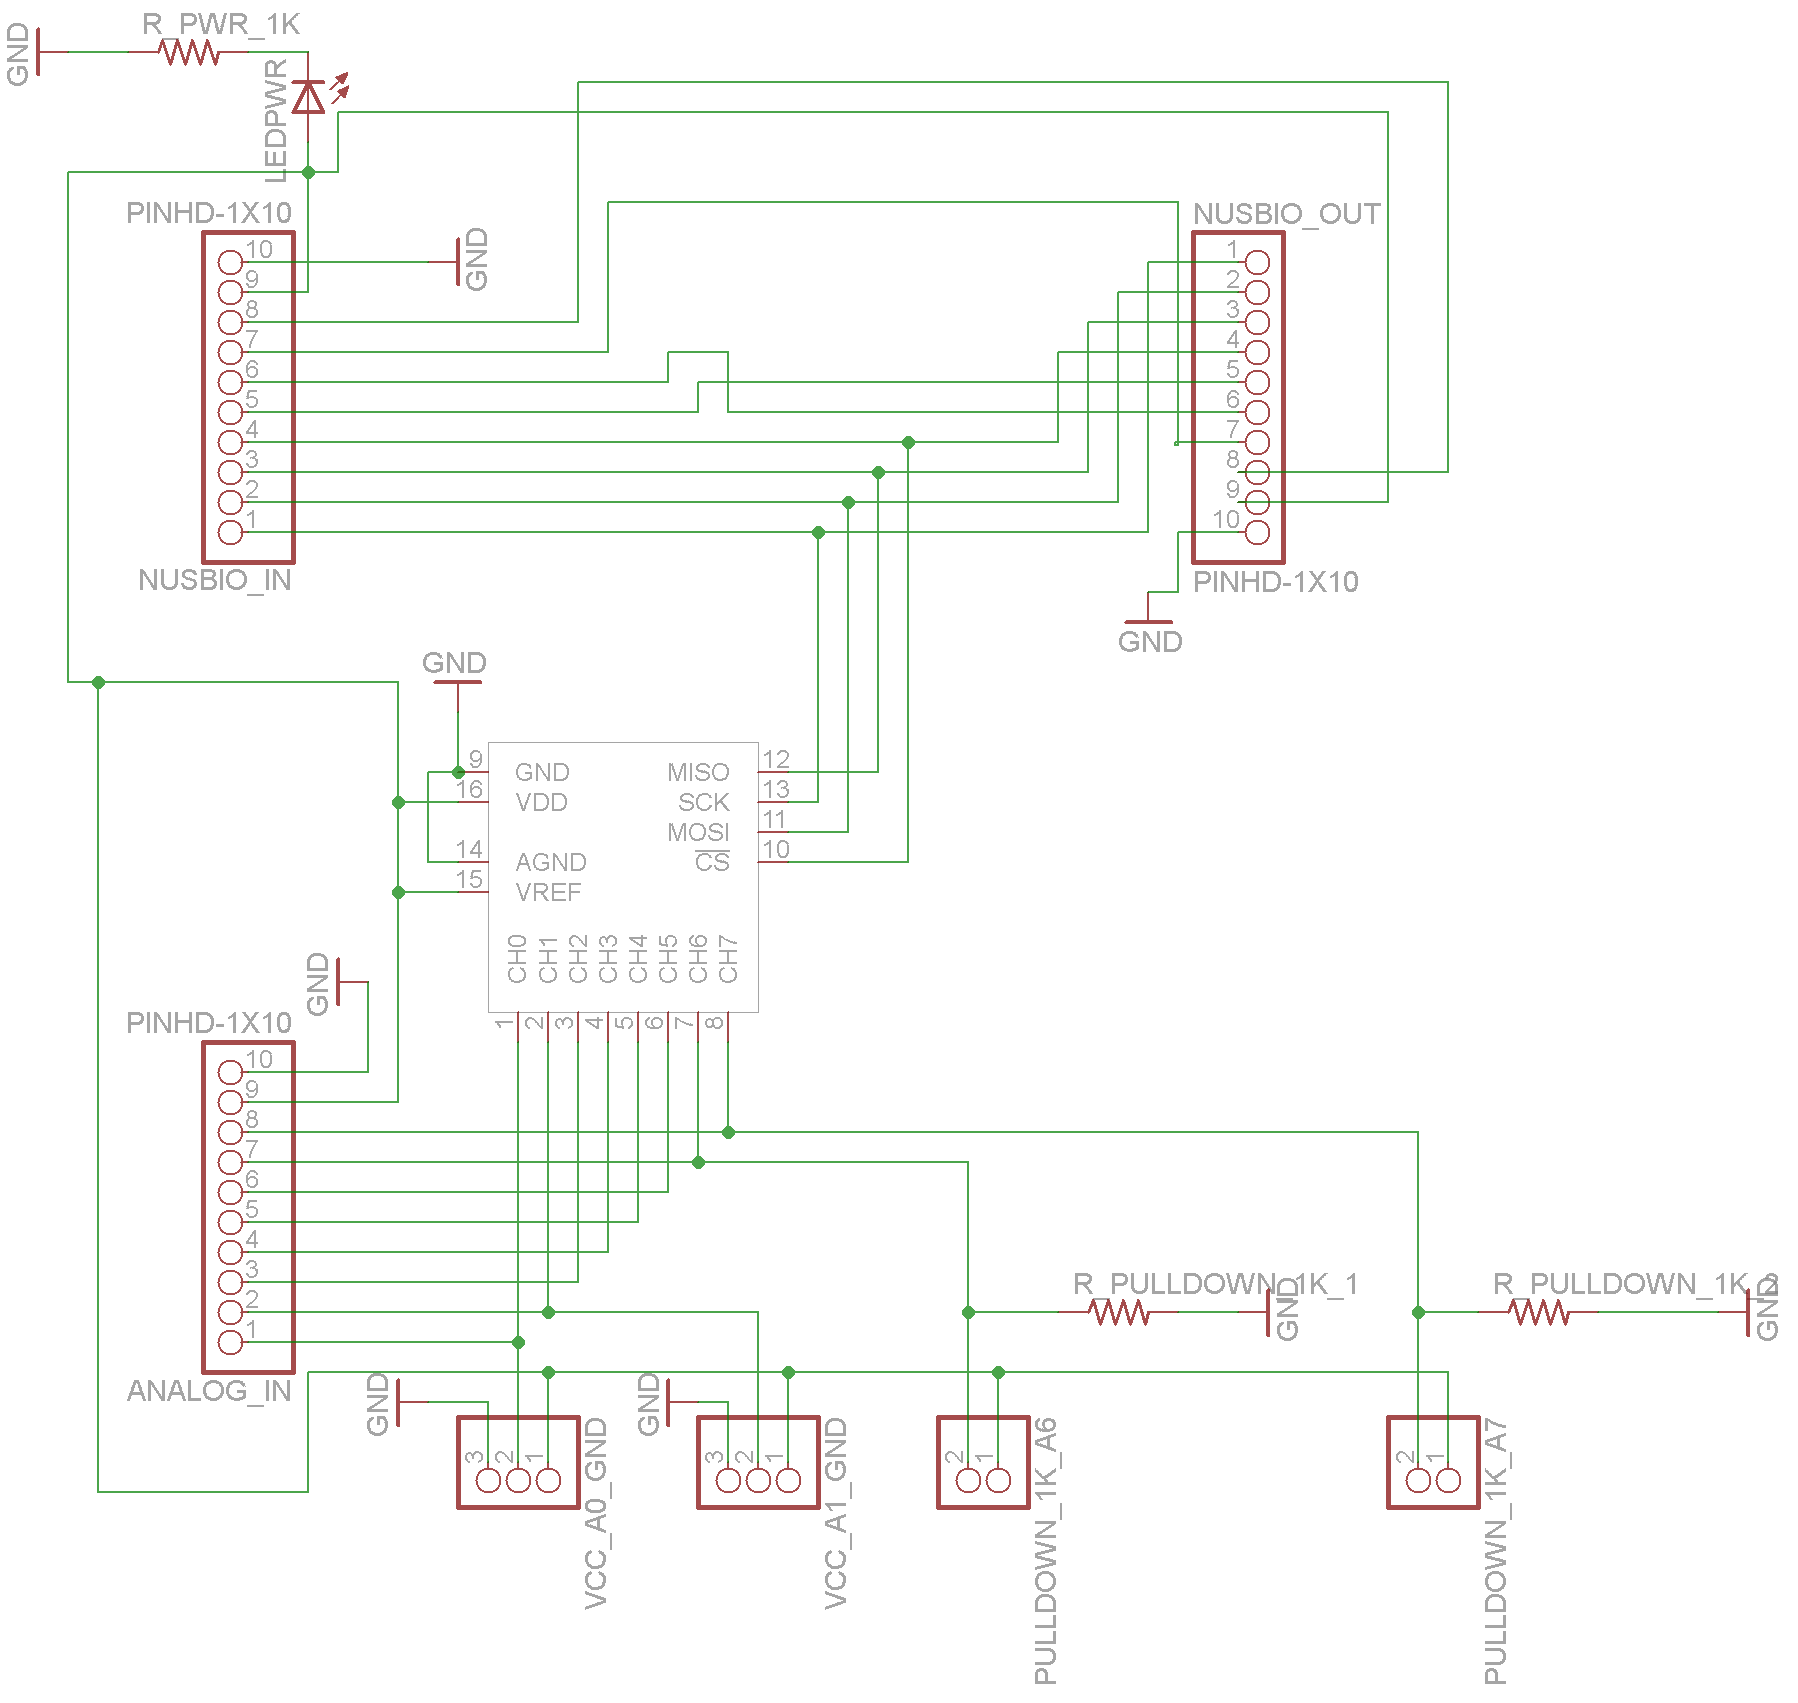 R_PWR_1K
GND
LEDPWR
PINHD-1X10
10
9
8
7
6
5
4
3
2
1
NUSBIO_IN
GND
NUSBIO_OUT
1
2
3
4
5
6
7
8
9
10
PINHD-1X10
GND
GND
9 GND
16 VDD
14 AGND
15 VREF
MISO 12
SCK 13
MOSI 11
CS 10
CH0 CH1 CH2 CH3 CH4 CH5 CH6 CH7
1 2 3 4 5 6 7 8
GND
PINHD-1X10
10
9
8
7
6
5
4
3
2
1
ANALOG_IN
R_PULLDOWN_1K_1
GND
R_PULLDOWN_1K_2
GND
GND
3 2 1
VCC_A0_GND
GND
3 2 1
VCC_A1_GND
2 1
PULLDOWN_1K_A6
2 1
PULLDOWN_1K_A7